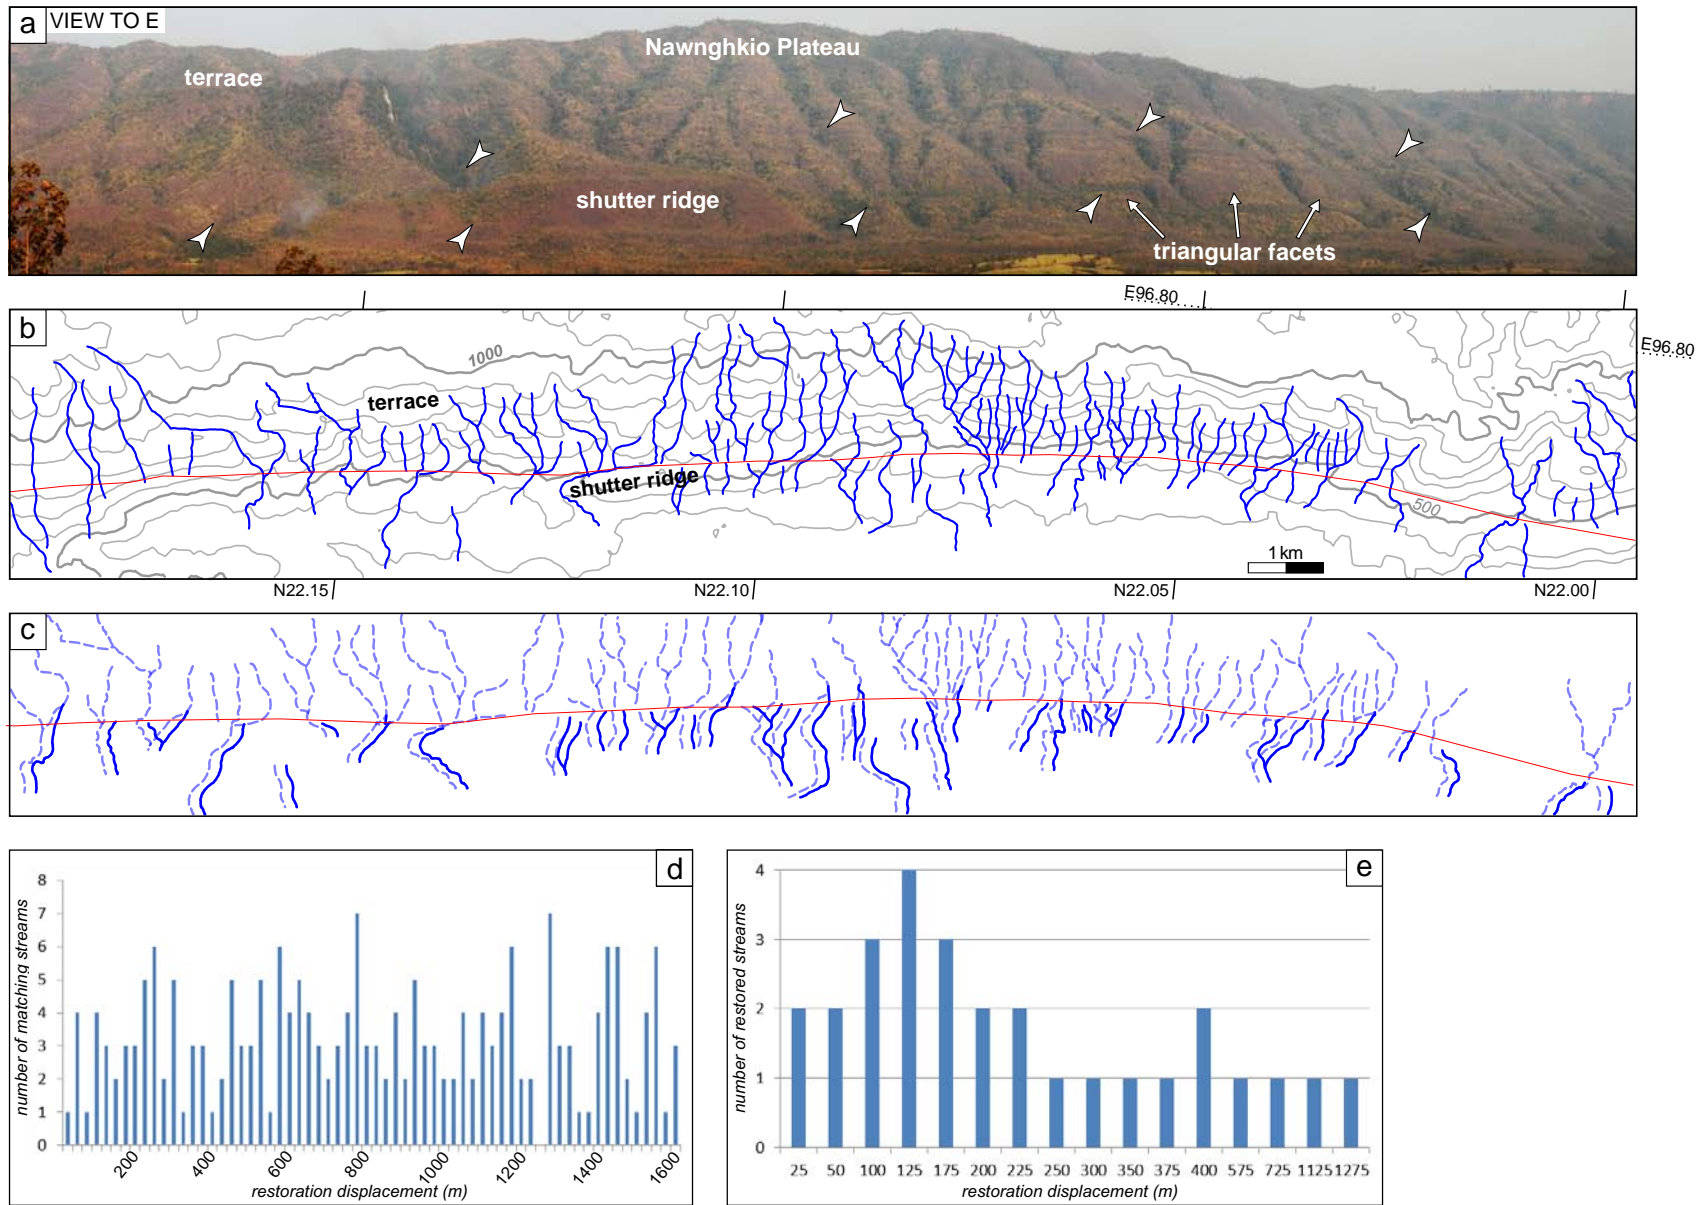 a VIEW TO E
Nawnghkio Plateau
terrace
shutter ridge
triangular facets
E96.80
b
1000
E96.80
terrace
shutter ridge
500
1 km
N22.15
N22.10
N22.05
N22.00
c
d
number of matching streams
8
7
6
5
4
3
2
1
0
200 400 600 800 1000 1200 1400 1600
restoration displacement (m)
e
number of restored streams
4
3
2
1
0
25 50 100 125 175 200 225 250 300 350 375 400 575 725 1125 1275
restoration displacement (m)